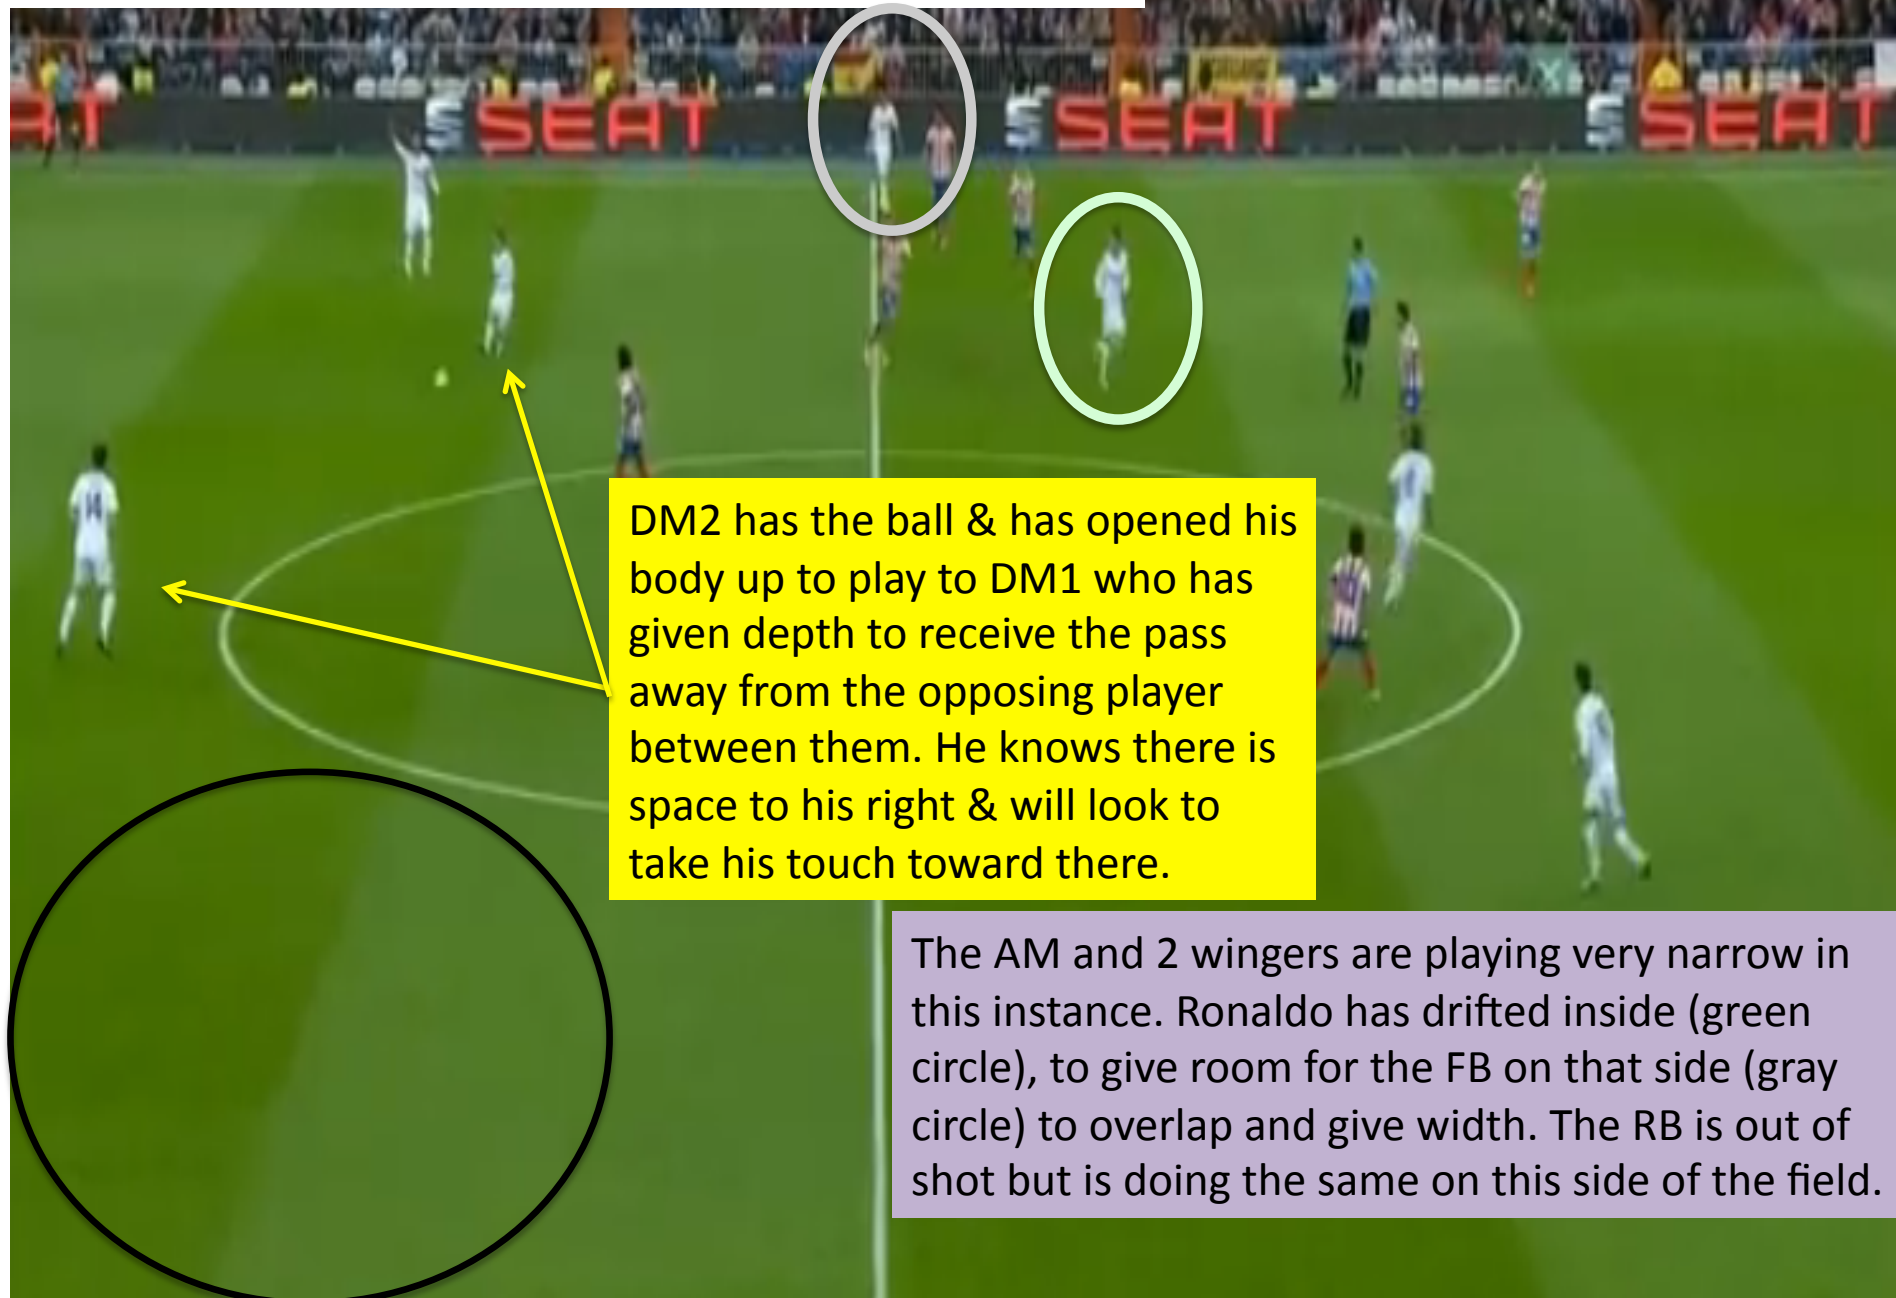 SEAT SEAT SEAT
14
DM2 has the ball & has opened his
body up to play to DM1 who has
given depth to receive the pass
away from the opposing player
between them. He knows there is
space to his right & will look to
take his touch toward there.
The AM and 2 wingers are playing very narrow in
this instance. Ronaldo has drifted inside (green
circle), to give room for the FB on that side (gray
circle) to overlap and give width. The RB is out of
shot but is doing the same on this side of the field.